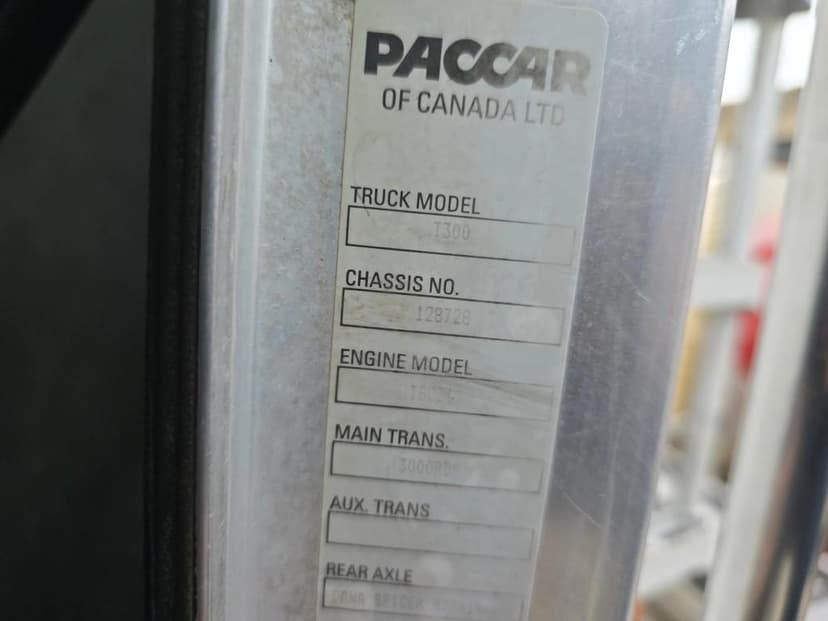 PACCAR
OF CANADA LTD
TRUCK MODEL
T300
CHASSIS NO.
128728
ENGINE MODEL
MAIN TRANS.
AUX. TRANS
REAR AXLE